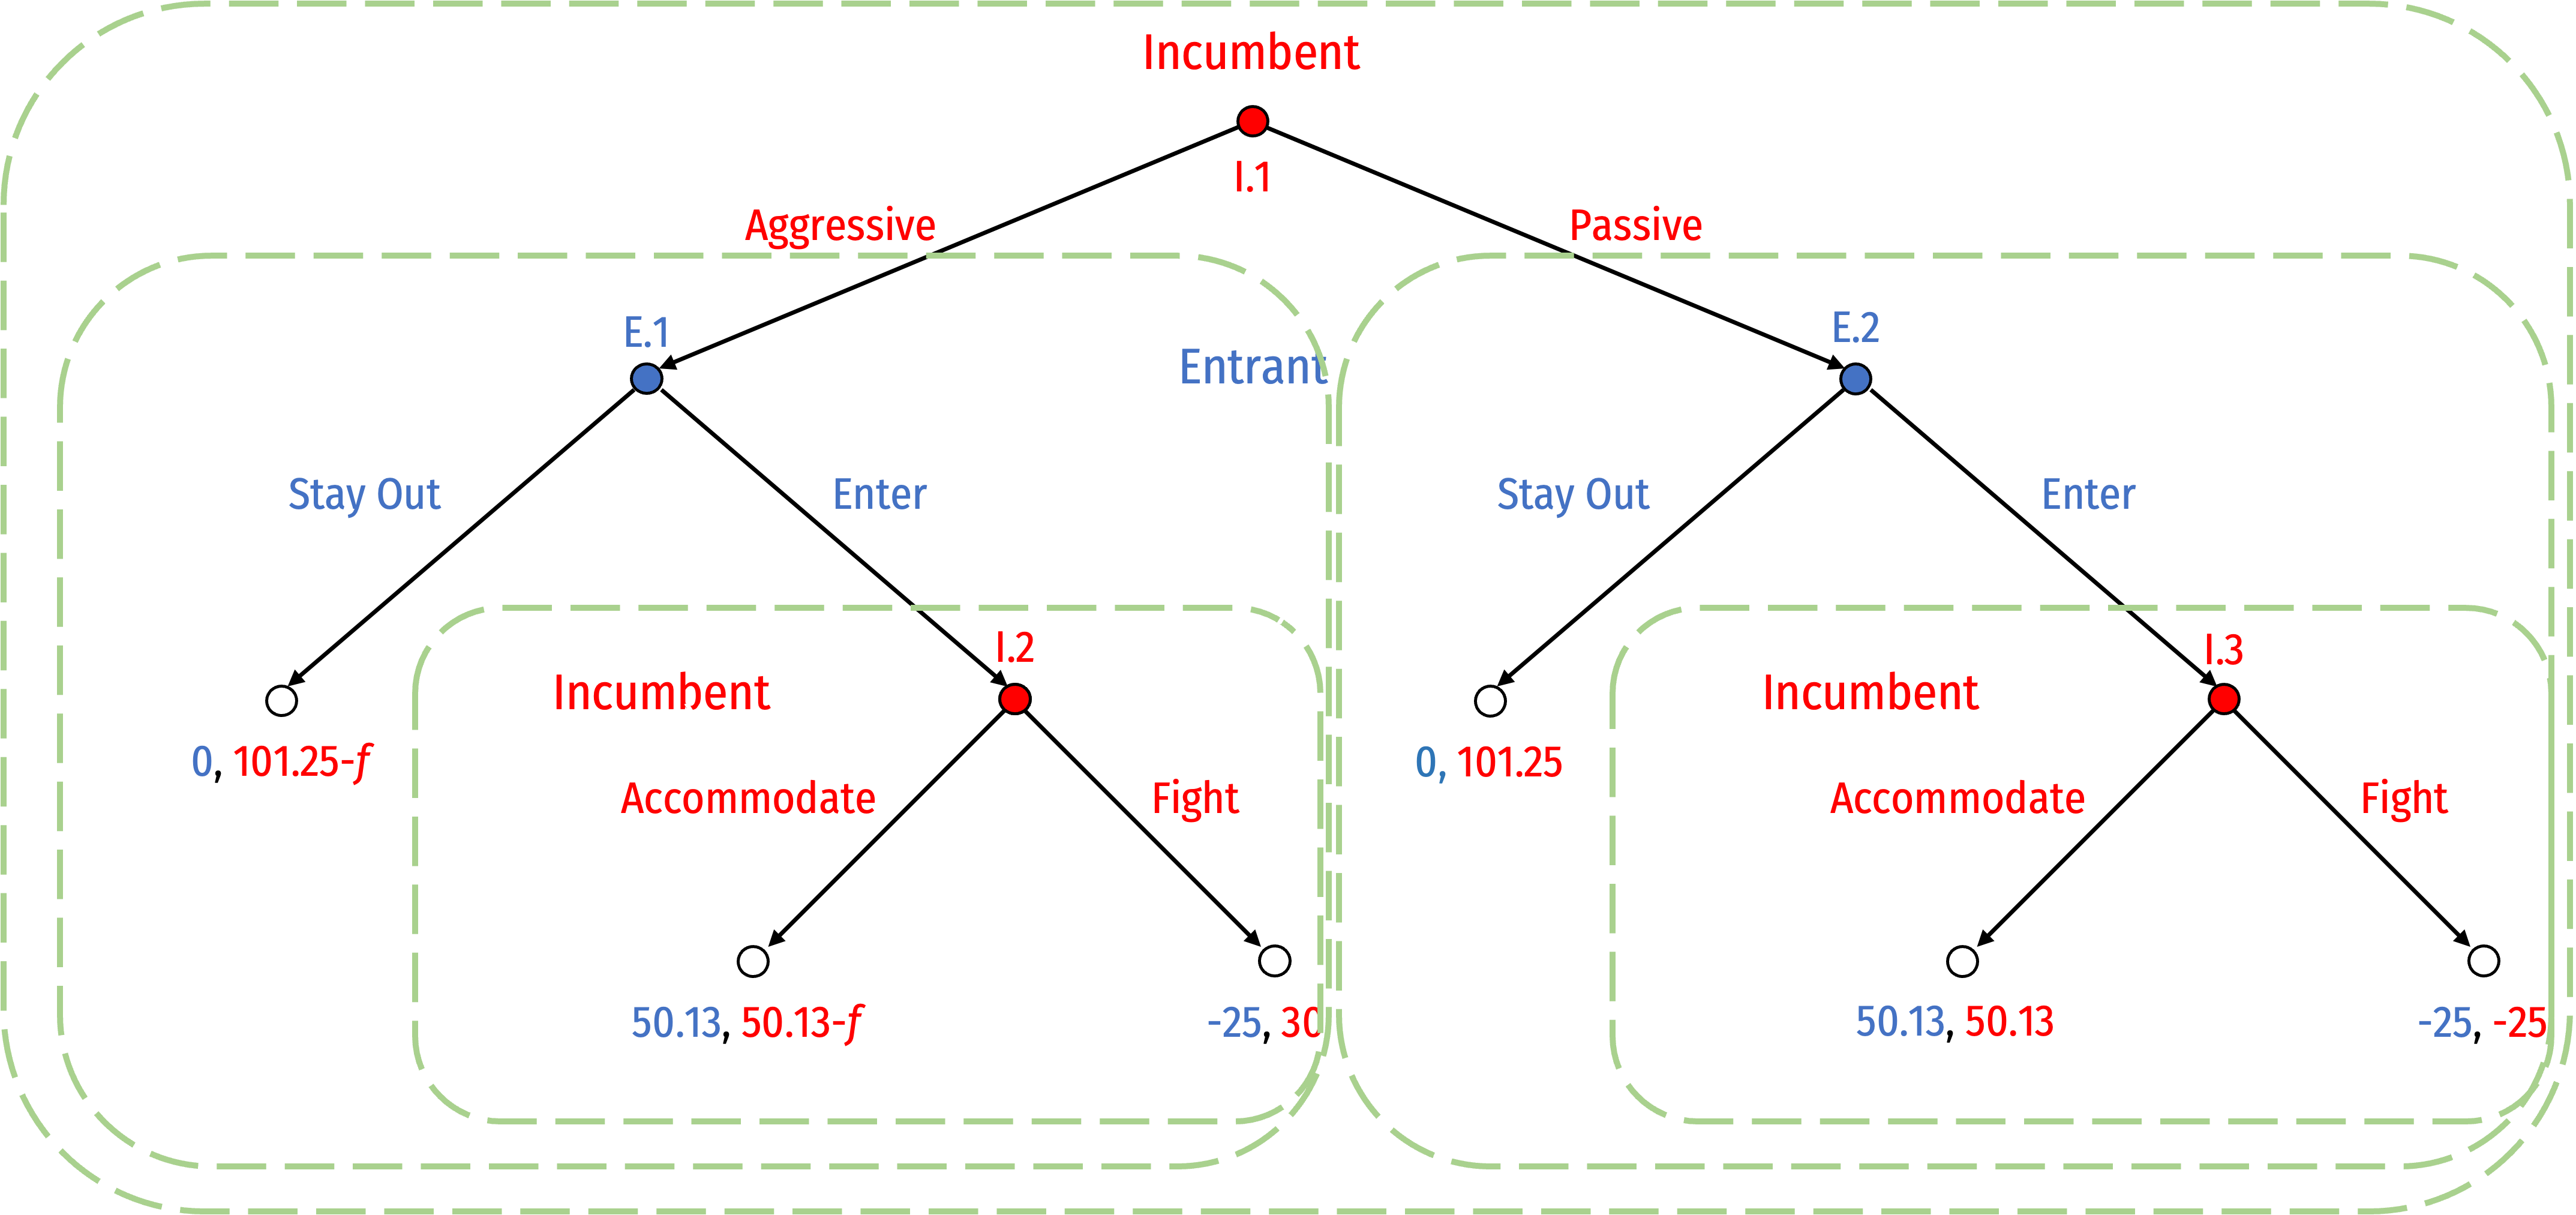 Incumbent
I.1
Aggressive
Passive
E.1
E.2
Entrant
Stay Out
Enter
Stay Out
Enter
I.2
I.3
Incumbent
Incumbent
0, 101.25-f
0, 101.25
Accommodate
Fight
Accommodate
Fight
50.13, 50.13-f
-25, 30
50.13, 50.13
-25, -25